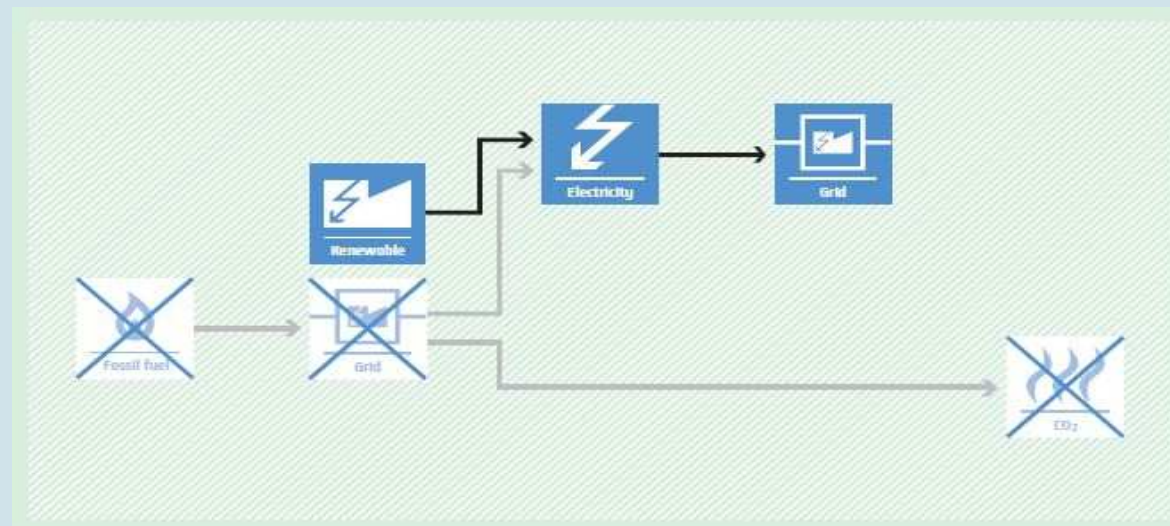 Electricity
Grid
Renewable
Fossil fuel
Grid
CO₂